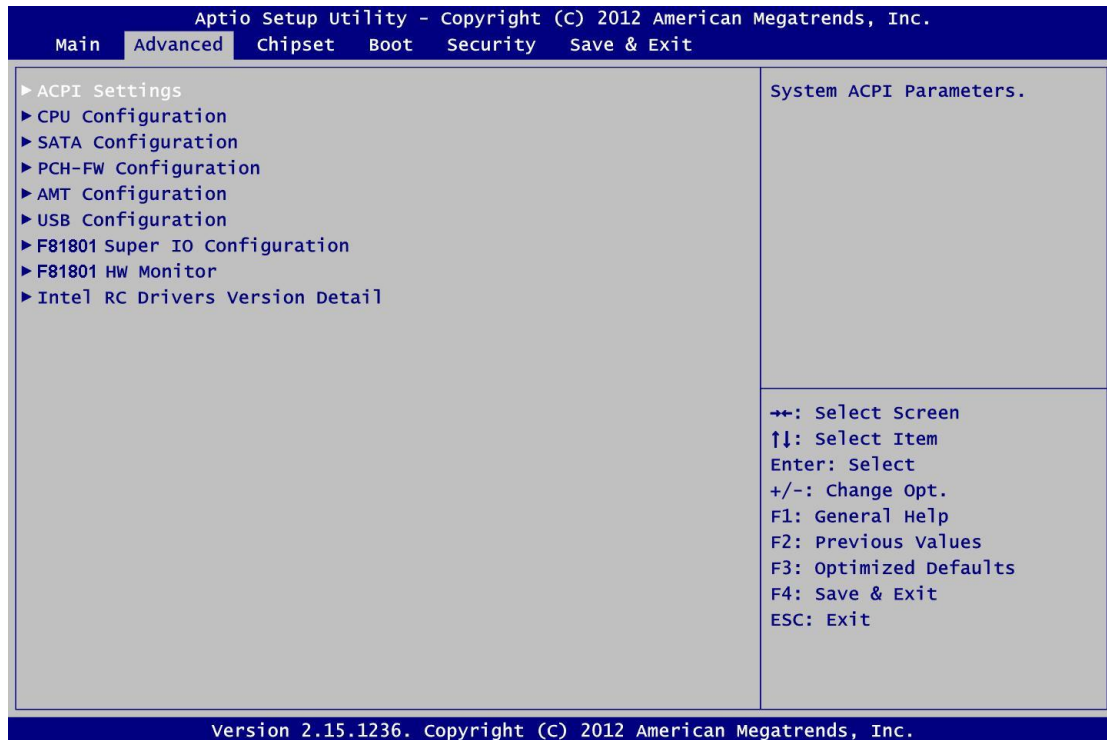 Aptio Setup Utility – Copyright (C) 2012 American Megatrends, Inc.
Main Advanced Chipset Boot Security Save & Exit
▶ ACPI Settings
▶ CPU Configuration
▶ SATA Configuration
▶ PCH-FW Configuration
▶ AMT Configuration
▶ USB Configuration
▶ F81801 Super IO Configuration
▶ F81801 HW Monitor
▶ Intel RC Drivers Version Detail
System ACPI Parameters.
→←: Select Screen
↑↓: Select Item
Enter: Select
+/-: Change Opt.
F1: General Help
F2: Previous Values
F3: Optimized Defaults
F4: Save & Exit
ESC: Exit
Version 2.15.1236. Copyright (C) 2012 American Megatrends, Inc.